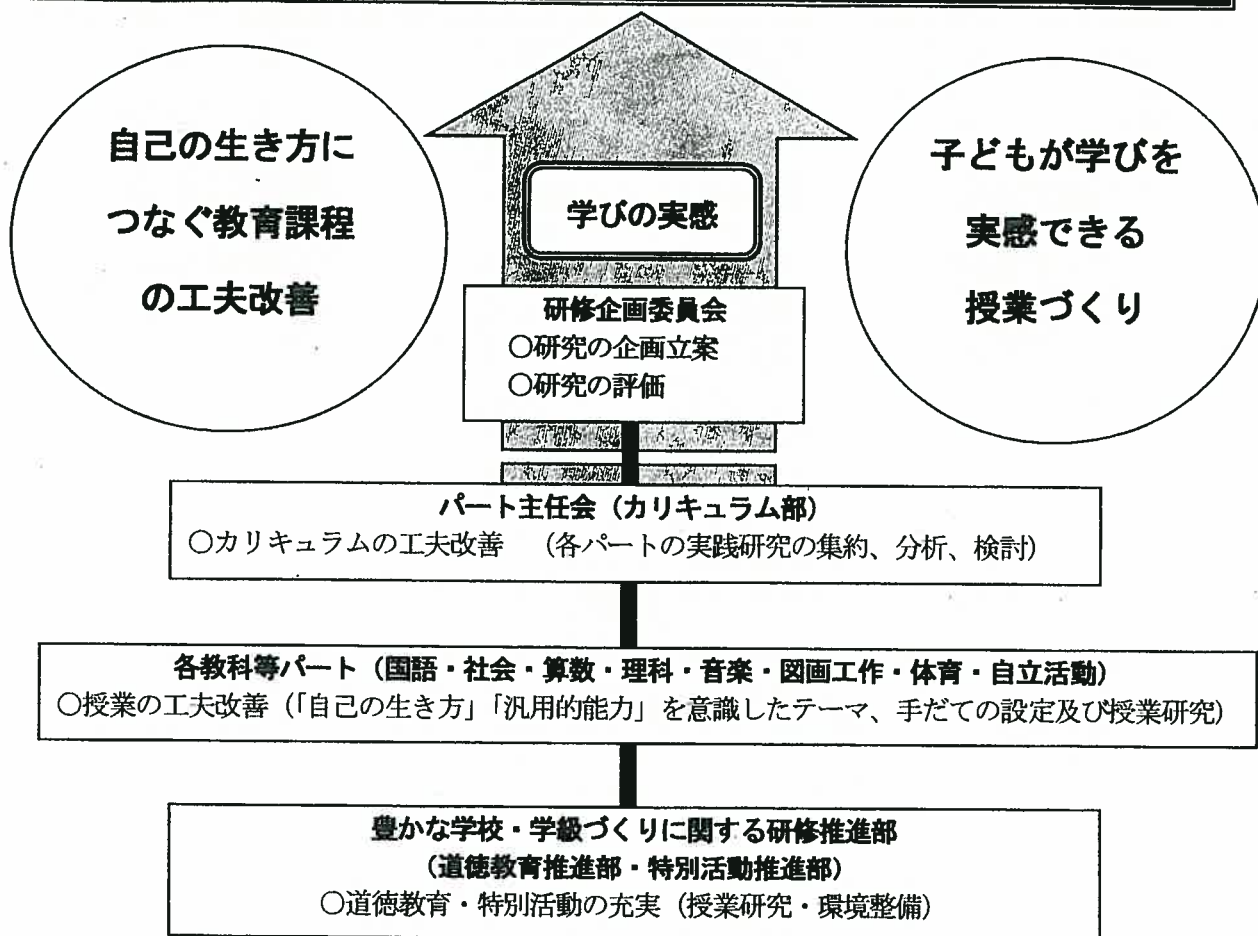 自己の生き方に
つなぐ教育課程
の工夫改善
学びの実感
子どもが学びを
実感できる
授業づくり
研修企画委員会
○研究の企画立案
○研究の評価
パート主任会（カリキュラム部）
○カリキュラムの工夫改善　（各パートの実践研究の集約、分析、検討）
各教科等パート（国語・社会・算数・理科・音楽・図画工作・体育・自立活動）
○授業の工夫改善（「自己の生き方」「汎用的能力」を意識したテーマ、手だての設定及び授業研究）
豊かな学校・学級づくりに関する研修推進部
（道徳教育推進部・特別活動推進部）
○道徳教育・特別活動の充実（授業研究・環境整備）